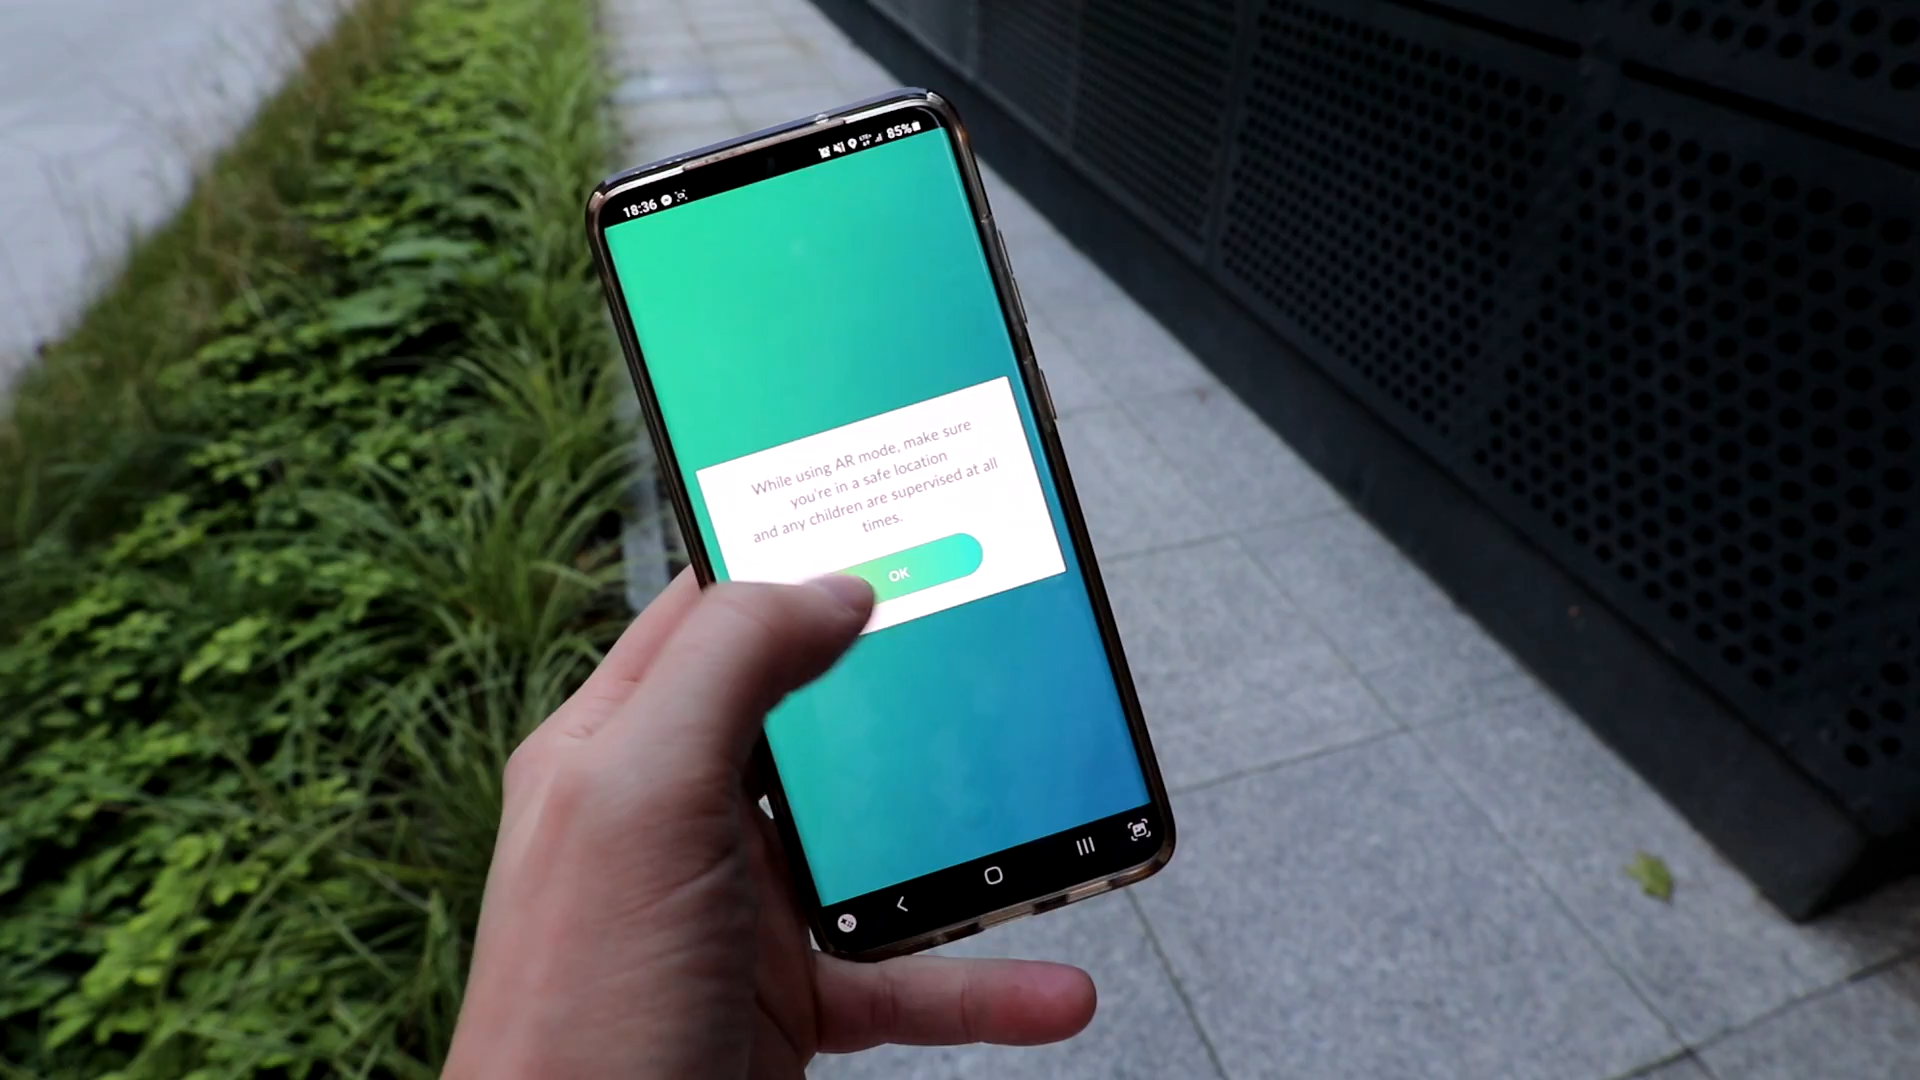 18:36
85%
While using AR mode, make sure
you're in a safe location
and any children are supervised at all
times.
OK